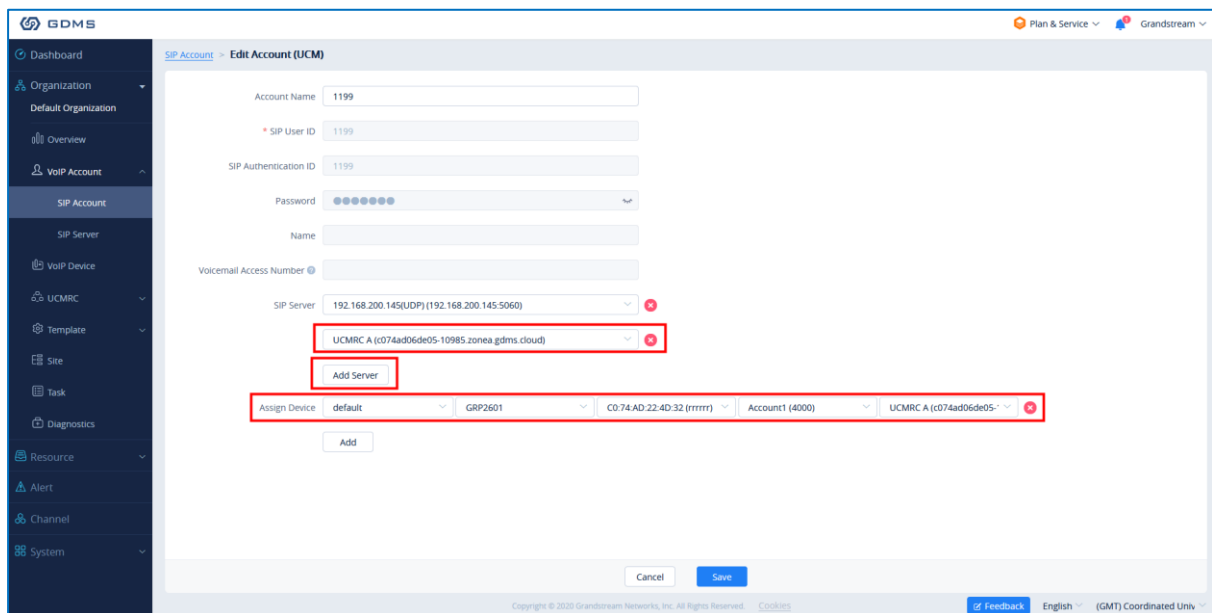 GDMS
Plan & Service
Grandstream
Dashboard
Organization
Default Organization
Overview
VoIP Account
SIP Account
SIP Server
VoIP Device
UCMRC
Template
Site
Task
Diagnostics
Resource
Alert
Channel
System
SIP Account > Edit Account (UCM)
Account Name 1199
* SIP User ID 1199
SIP Authentication ID 1199
Password
Name
Voicemail Access Number
SIP Server 192.168.200.145(UDP) (192.168.200.145:5060)
UCMRC A (c074ad06de05-10985.zonea.gdms.cloud)
Add Server
Assign Device default GRP2601 C0:74:AD:22:4D:32 (rrrrrr) Account1 (4000) UCMRC A (c074ad06de05-
Add
Cancel Save
Copyright © 2020 Grandstream Networks, Inc. All Rights Reserved. Cookies
Feedback English (GMT) Coordinated Univ